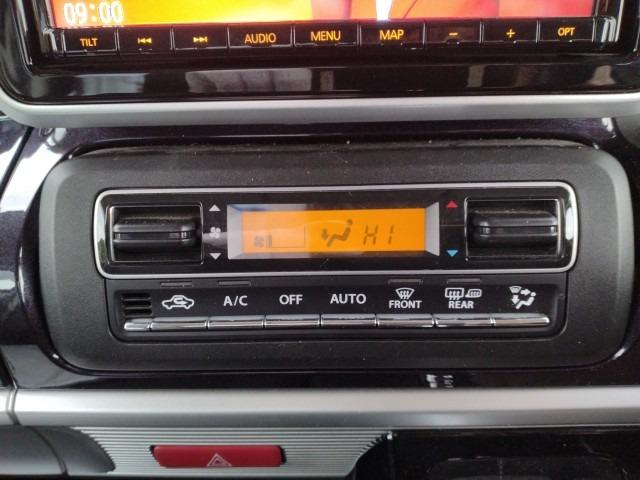 09:00
TILT AUDIO MENU MAP - + OPT
HI
A/C OFF AUTO FRONT REAR